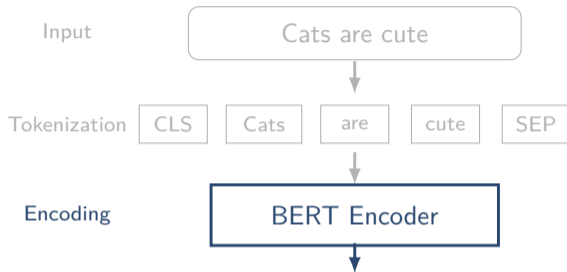 Input
Cats are cute
Tokenization
CLS
Cats
are
cute
SEP
Encoding
BERT Encoder